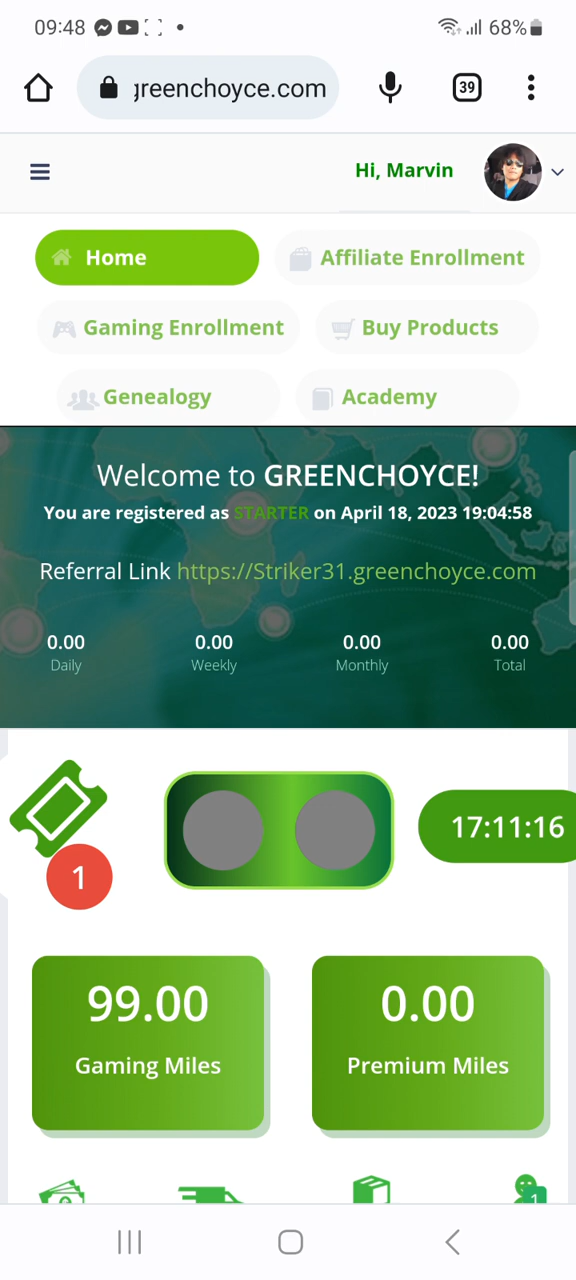 09:48
68%
39
greenchoyce.com
Hi, Marvin
Home
Affiliate Enrollment
Gaming Enrollment
Buy Products
Genealogy
Academy
Welcome to GREENCHOYCE!
You are registered as STARTER on April 18, 2023 19:04:58
Referral Link https://Striker31.greenchoyce.com
0.00 0.00 0.00 0.00
Daily Weekly Monthly Total
17:11:16
1
99.00
Gaming Miles
0.00
Premium Miles
1